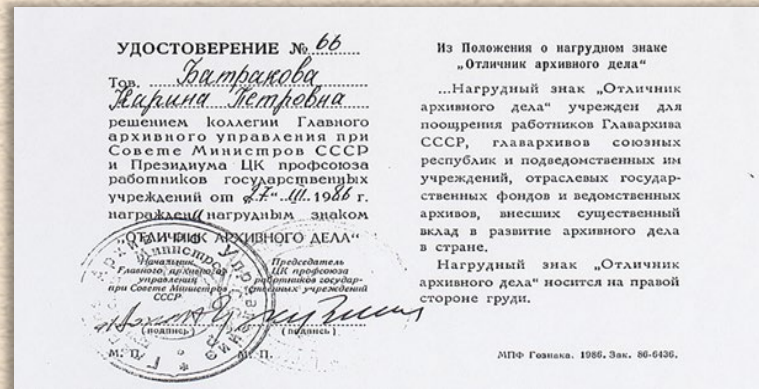 УДОСТОВЕРЕНИЕ № 66
Тов. Батракова
Карина Петровна
решением коллегии Главного
архивного управления при
Совете Министров СССР
и Президиума ЦК профсоюза
работников государственных
учреждений от „27“ III 1986 г.
награждена нагрудным знаком
„ОТЛИЧНИК АРХИВНОГО ДЕЛА“
Начальник
Главного архивного
управления
при Совете Министров
СССР
(подпись)
М. П.
Председатель
ЦК профсоюза
работников государ-
ственных учреждений
(подпись)
М. П.
Из Положения о нагрудном знаке
„Отличник архивного дела“
...Нагрудный знак „Отличник
архивного дела“ учрежден для
поощрения работников Главархива
СССР, главархивов союзных
республик и подведомственных им
учреждений, отраслевых государ-
ственных фондов и ведомственных
архивов, внесших существенный
вклад в развитие архивного дела
в стране.
Нагрудный знак „Отличник
архивного дела“ носится на правой
стороне груди.
МПФ Гознака. 1986. Зак. 86-6436.